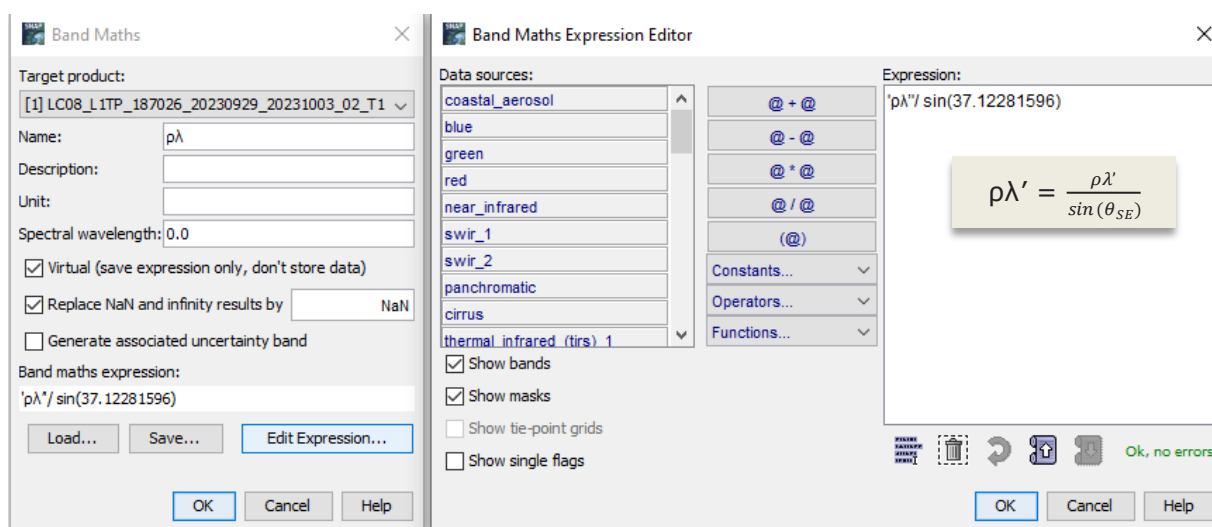 Band Maths
Target product:
[1] LC08_L1TP_187026_20230929_20231003_02_T1
Name:
ρλ
Description:
Unit:
Spectral wavelength: 0.0
Virtual (save expression only, don't store data)
Replace NaN and infinity results by NaN
Generate associated uncertainty band
Band maths expression:
'ρλ''/ sin(37.12281596)
Load...
Save...
Edit Expression...
OK
Cancel
Help
Band Maths Expression Editor
Data sources:
coastal_aerosol
blue
green
red
near_infrared
swir_1
swir_2
panchromatic
cirrus
thermal_infrared_(tirs)_1
Show bands
Show masks
Show tie-point grids
Show single flags
@ + @
@ - @
@ * @
@ / @
(@)
Constants...
Operators...
Functions...
Expression:
'ρλ''/ sin(37.12281596)
ρλ′ = ρλ′ / sin(θSE)
Ok, no errors
OK
Cancel
Help